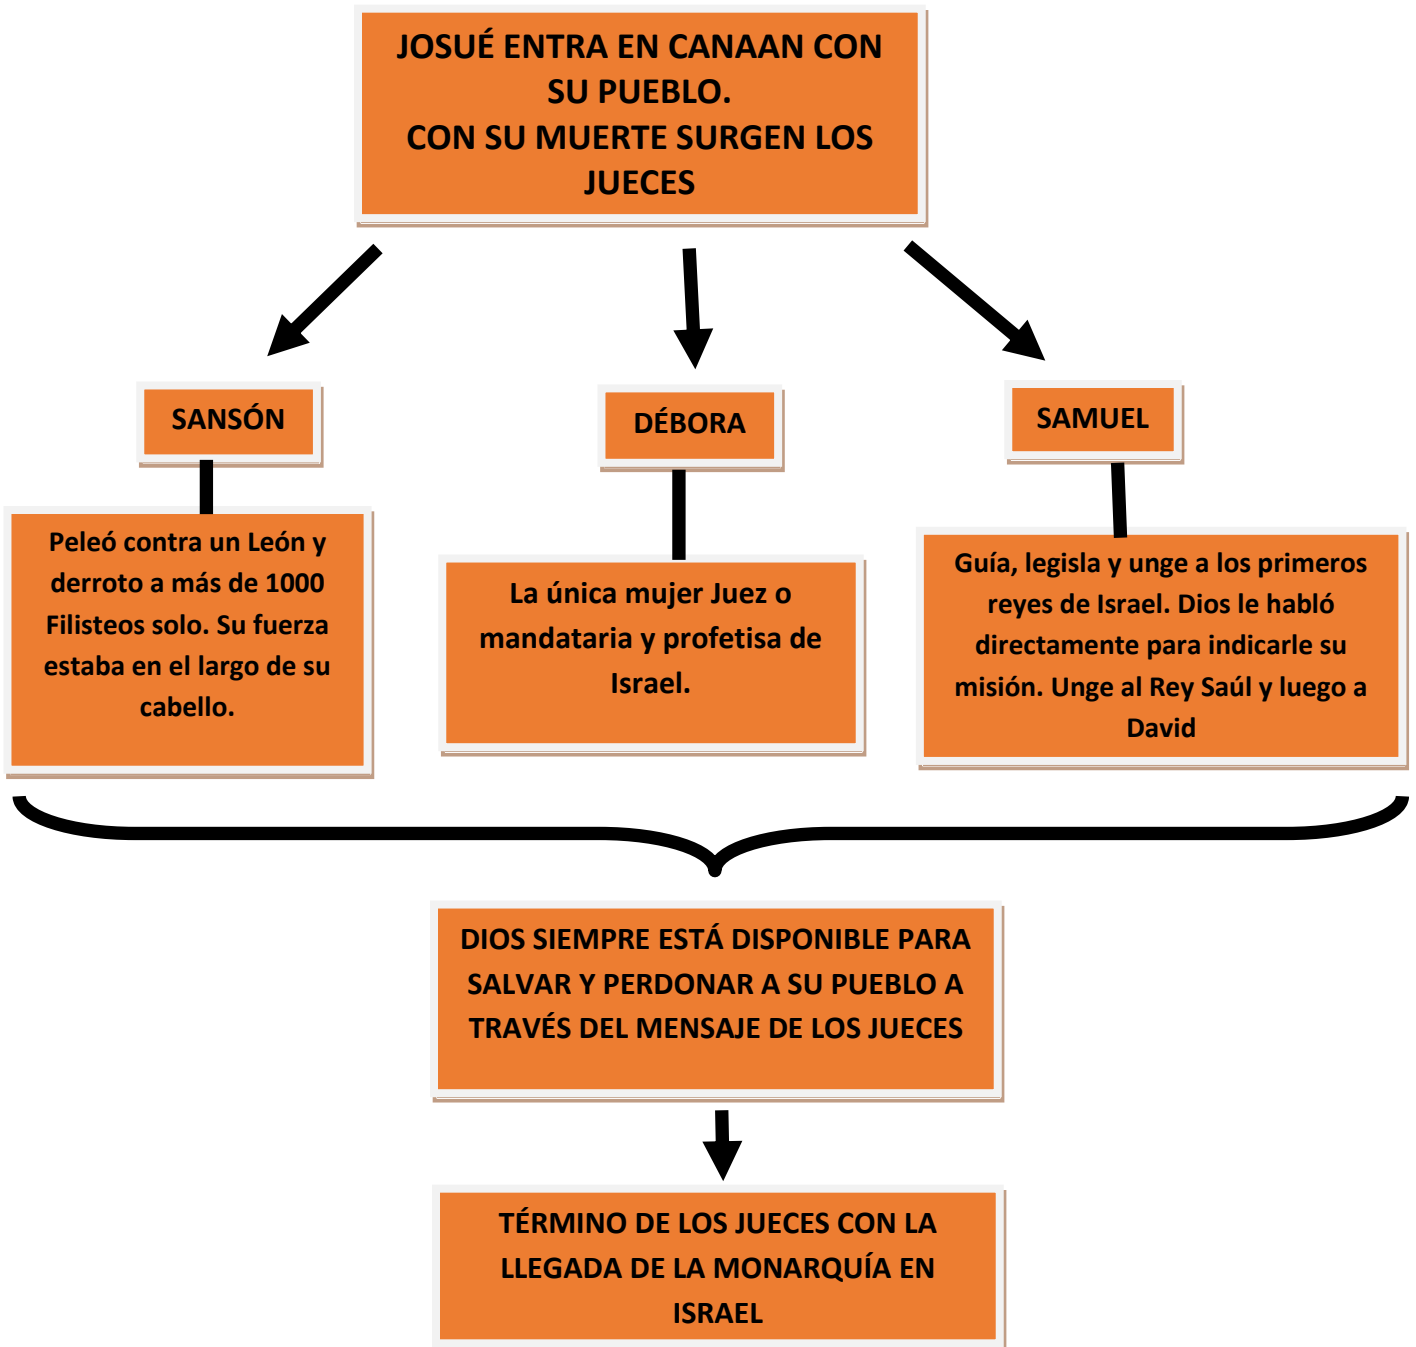 JOSUÉ ENTRA EN CANAAN CON
SU PUEBLO.
CON SU MUERTE SURGEN LOS
JUECES
SANSÓN
DÉBORA
SAMUEL
Peleó contra un León y
derroto a más de 1000
Filisteos solo. Su fuerza
estaba en el largo de su
cabello.
La única mujer Juez o
mandataria y profetisa de
Israel.
Guía, legisla y unge a los primeros
reyes de Israel. Dios le habló
directamente para indicarle su
misión. Unge al Rey Saúl y luego a
David
DIOS SIEMPRE ESTÁ DISPONIBLE PARA
SALVAR Y PERDONAR A SU PUEBLO A
TRAVÉS DEL MENSAJE DE LOS JUECES
TÉRMINO DE LOS JUECES CON LA
LLEGADA DE LA MONARQUÍA EN
ISRAEL